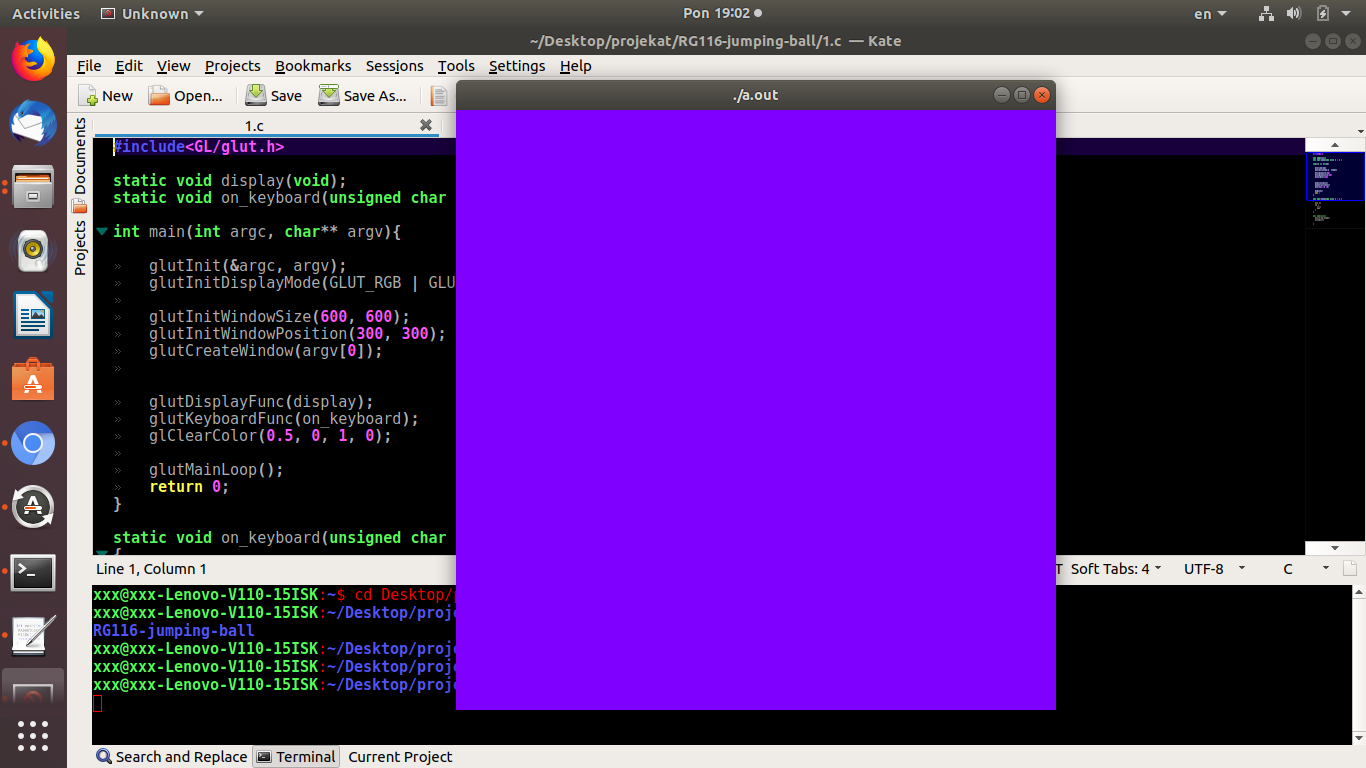 Activities Unknown Pon 19:02 en
~/Desktop/projekat/RG116-jumping-ball/1.c — Kate
File Edit View Projects Bookmarks Sessions Tools Settings Help
New Open... Save Save As...
./a.out
1.c
Documents
Projects
#include<GL/glut.h>
static void display(void);
static void on_keyboard(unsigned char
int main(int argc, char** argv){
» glutInit(&argc, argv);
» glutInitDisplayMode(GLUT_RGB | GLU
»
» glutInitWindowSize(600, 600);
» glutInitWindowPosition(300, 300);
» glutCreateWindow(argv[0]);
»
» glutDisplayFunc(display);
» glutKeyboardFunc(on_keyboard);
» glClearColor(0.5, 0, 1, 0);
»
» glutMainLoop();
» return 0;
}
static void on_keyboard(unsigned char
{
Line 1, Column 1 T Soft Tabs: 4 UTF-8 C
xxx@xxx-Lenovo-V110-15ISK:~$ cd Desktop/
xxx@xxx-Lenovo-V110-15ISK:~/Desktop/proje
RG116-jumping-ball
xxx@xxx-Lenovo-V110-15ISK:~/Desktop/proje
xxx@xxx-Lenovo-V110-15ISK:~/Desktop/proje
xxx@xxx-Lenovo-V110-15ISK:~/Desktop/proje
Search and Replace Terminal Current Project